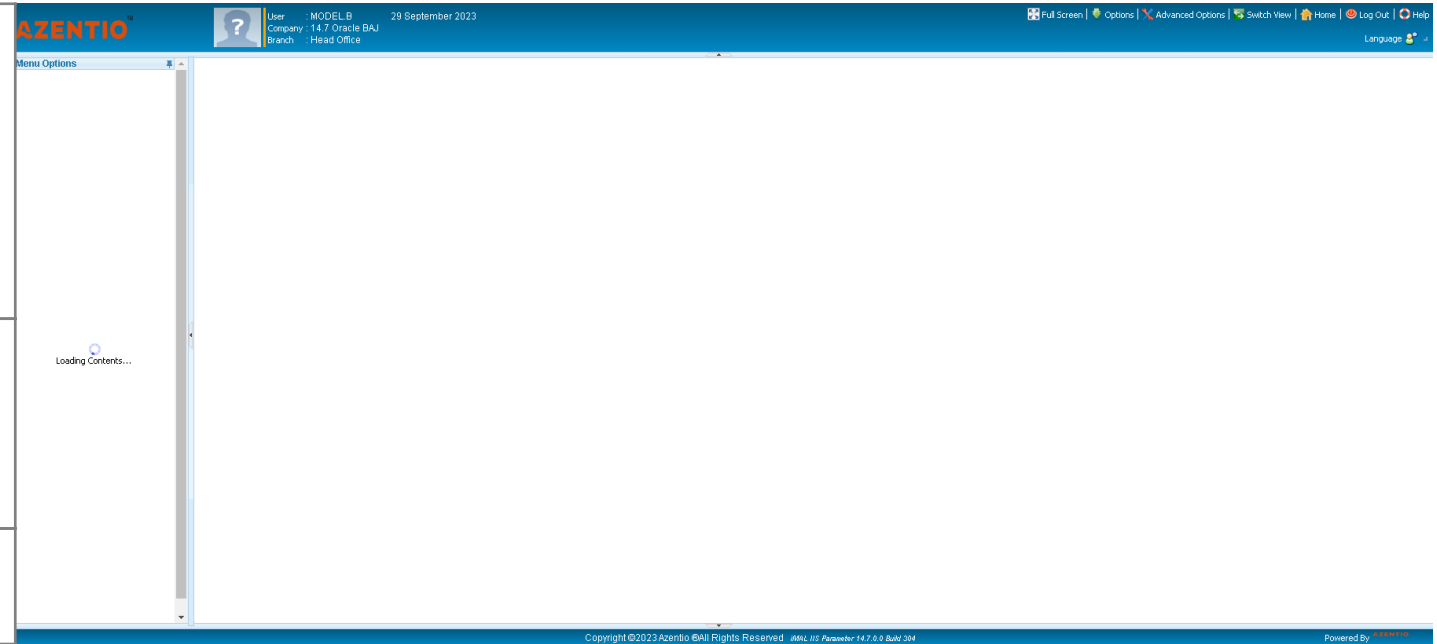 AZENTIO
User : MODEL.B 29 September 2023
Company : 14.7 Oracle BAJ
Branch : Head Office
Full Screen | Options | Advanced Options | Switch View | Home | Log Out | Help
Language
Menu Options
Loading Contents...
Copyright ©2023 Azentio ®All Rights Reserved iMAL IIS Parameter 14.7.0.0 Build 304
Powered By AZENTIO